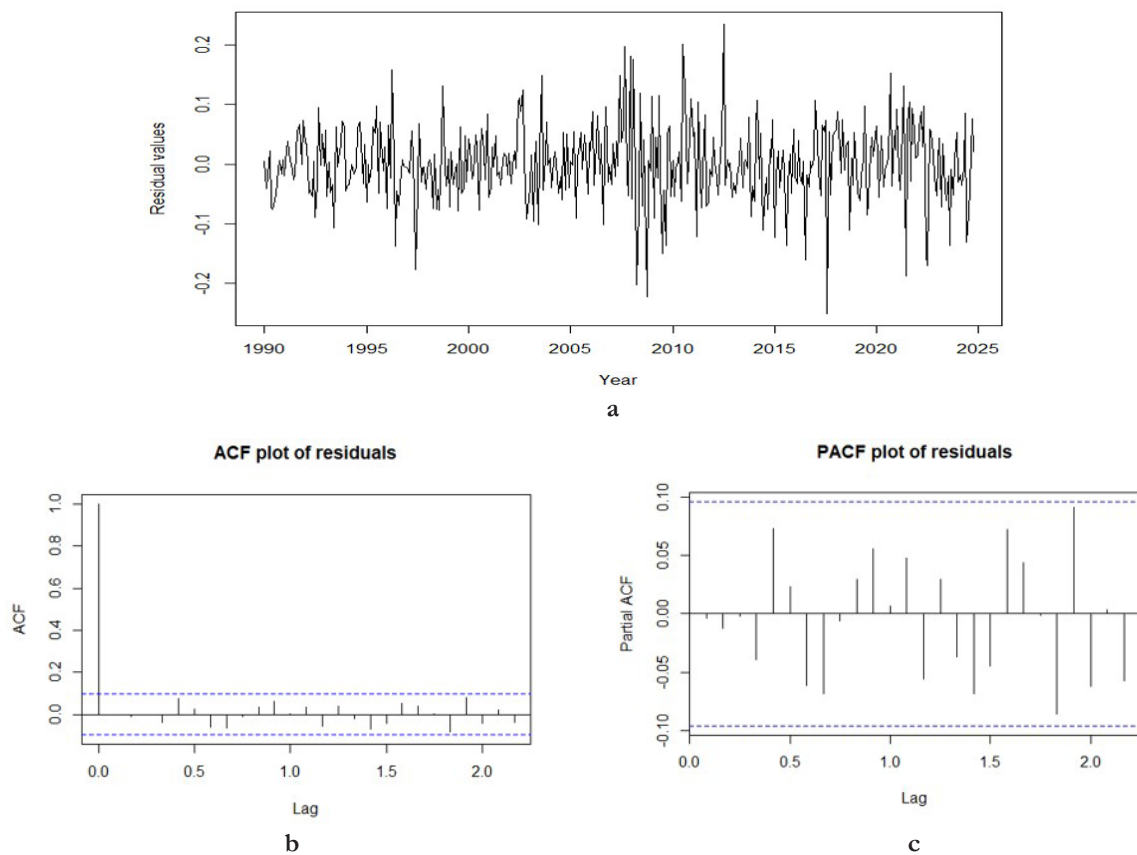 Residual values
0.2
0.1
0.0
-0.1
-0.2
1990 1995 2000 2005 2010 2015 2020 2025
Year
a
ACF plot of residuals
ACF
1.0
0.8
0.6
0.4
0.2
0.0
0.0 0.5 1.0 1.5 2.0
Lag
b
PACF plot of residuals
Partial ACF
0.10
0.05
0.00
-0.05
-0.10
0.0 0.5 1.0 1.5 2.0
Lag
c